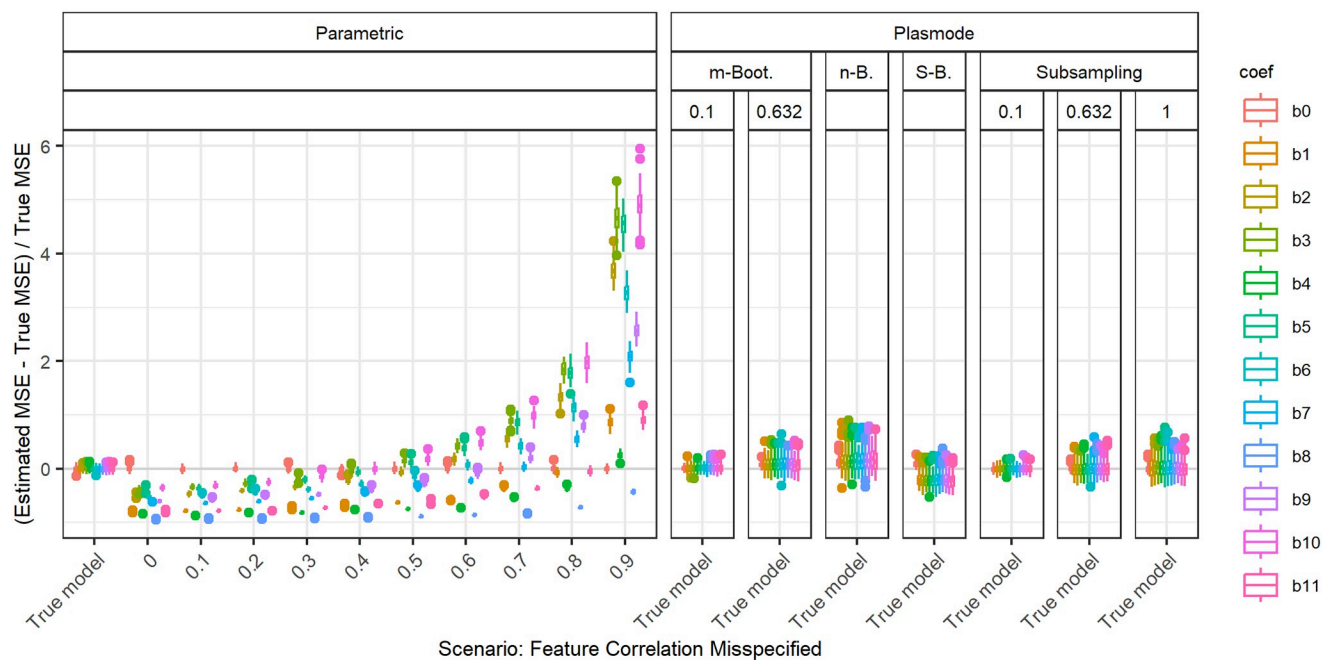 Parametric
Plasmode
m-Boot.
n-B.
S-B.
Subsampling
0.1
0.632
0.1
0.632
1
(Estimated MSE - True MSE) / True MSE
6
4
2
0
True model
0
0.1
0.2
0.3
0.4
0.5
0.6
0.7
0.8
0.9
True model
True model
True model
True model
True model
True model
True model
Scenario: Feature Correlation Misspecified
coef
b0
b1
b2
b3
b4
b5
b6
b7
b8
b9
b10
b11